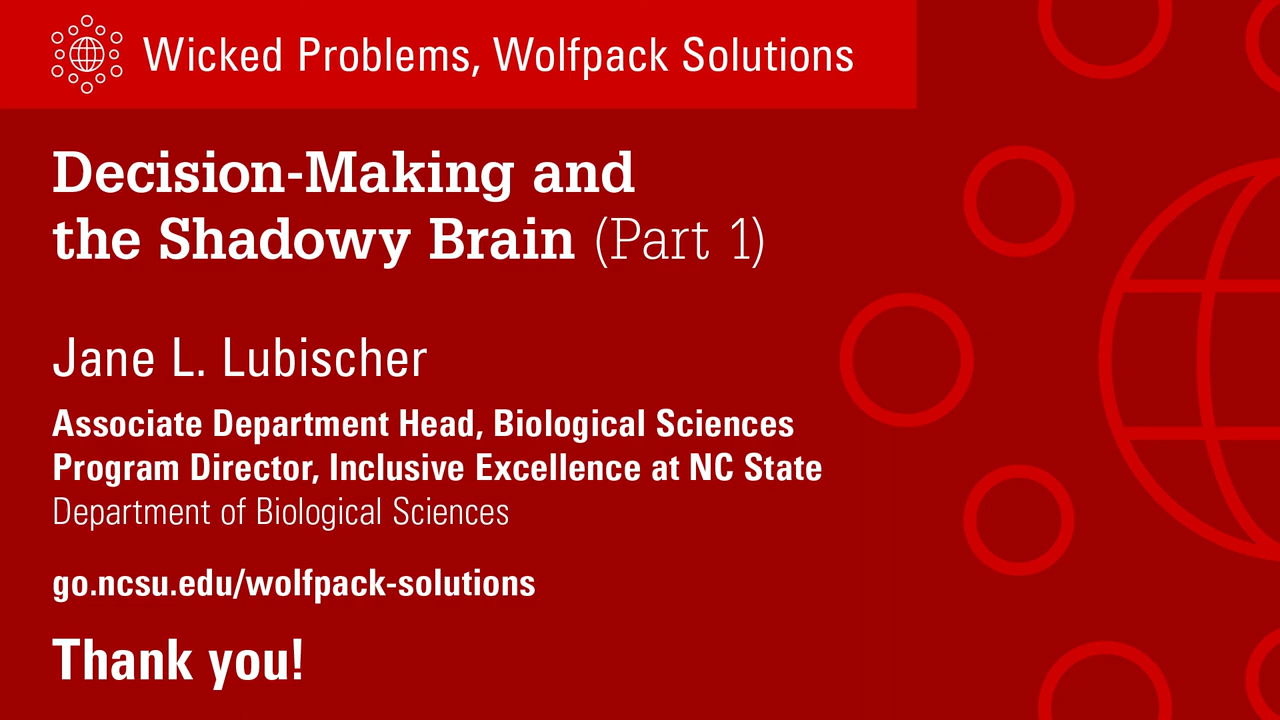 Wicked Problems, Wolfpack Solutions
Decision-Making and
the Shadowy Brain (Part 1)
Jane L. Lubischer
Associate Department Head, Biological Sciences
Program Director, Inclusive Excellence at NC State
Department of Biological Sciences
go.ncsu.edu/wolfpack-solutions
Thank you!